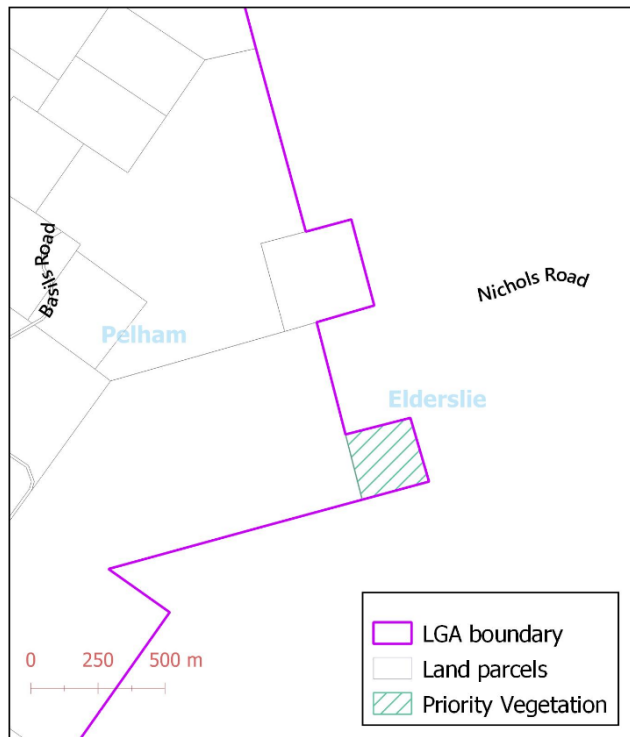 Basils Road
Nichols Road
Pelham
Elderslie
0 250 500 m
LGA boundary
Land parcels
Priority Vegetation